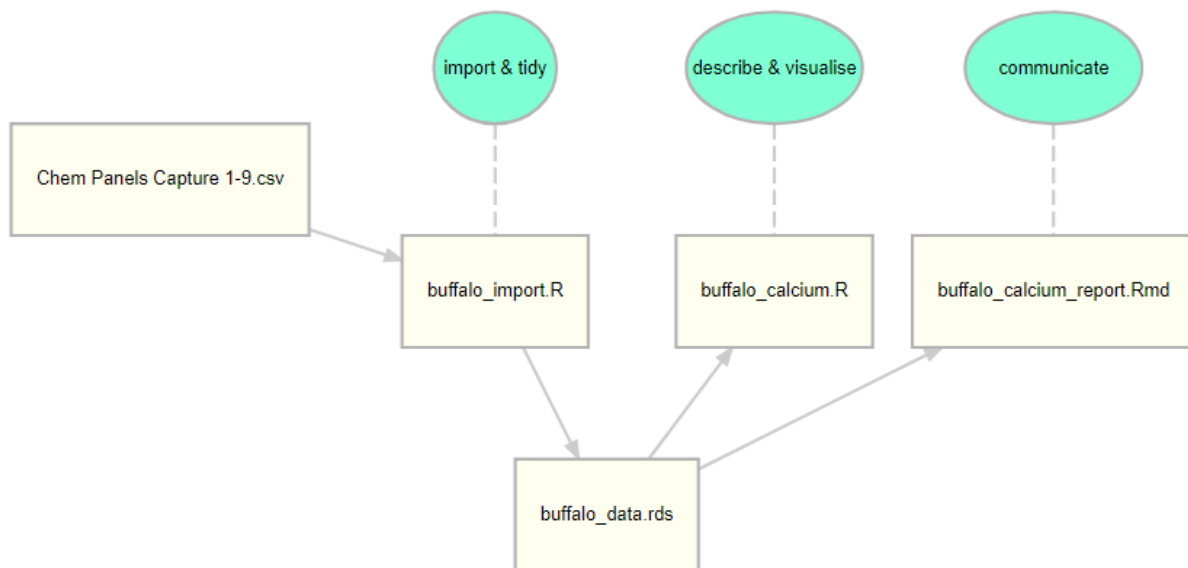 import & tidy
describe & visualise
communicate
Chem Panels Capture 1-9.csv
buffalo_import.R
buffalo_calcium.R
buffalo_calcium_report.Rmd
buffalo_data.rds